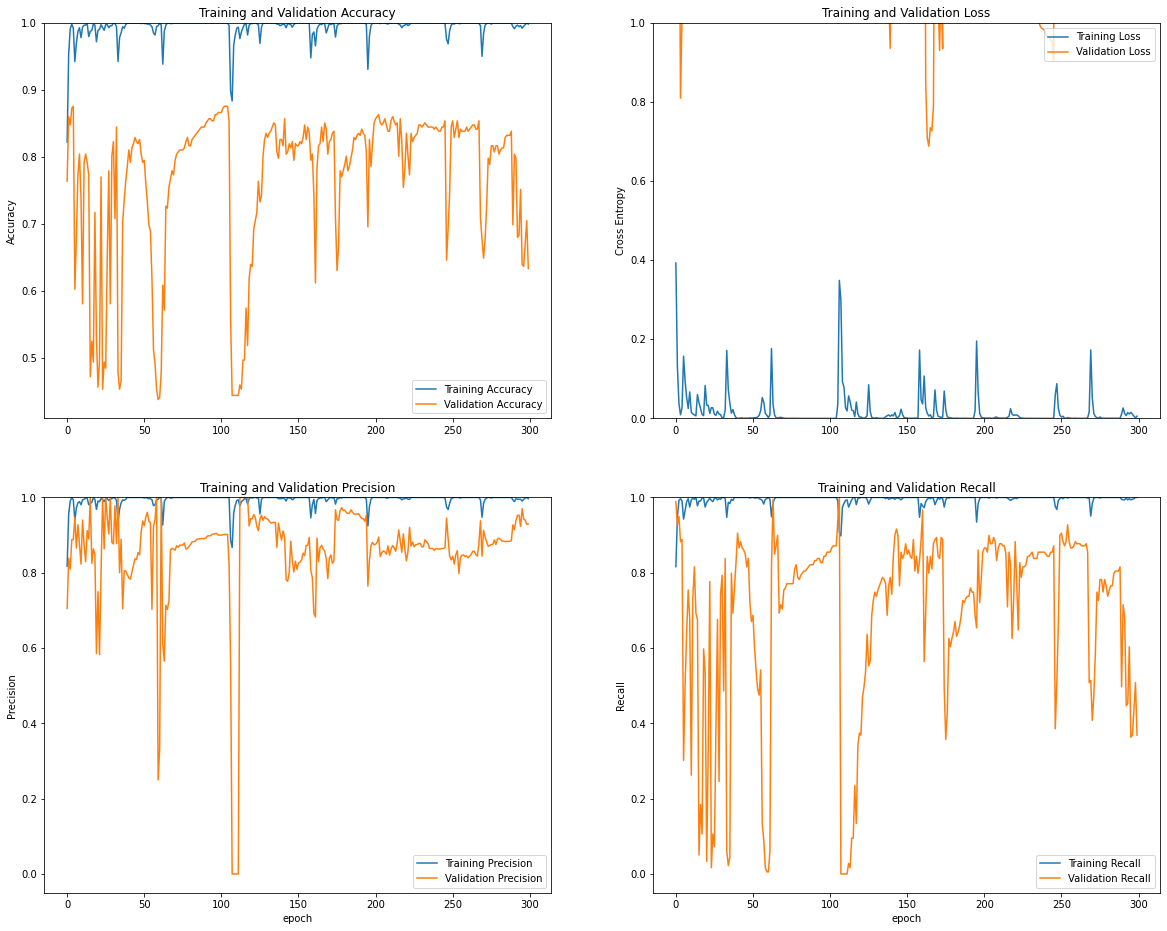 Training and Validation Accuracy
1.0
0.9
0.8
0.7
0.6
0.5
Accuracy
0 50 100 150 200 250 300
Training Accuracy
Validation Accuracy
Training and Validation Loss
1.0
0.8
0.6
0.4
0.2
0.0
Cross Entropy
0 50 100 150 200 250 300
Training Loss
Validation Loss
Training and Validation Precision
1.0
0.8
0.6
0.4
0.2
0.0
Precision
0 50 100 150 200 250 300
epoch
Training Precision
Validation Precision
Training and Validation Recall
1.0
0.8
0.6
0.4
0.2
0.0
Recall
0 50 100 150 200 250 300
epoch
Training Recall
Validation Recall